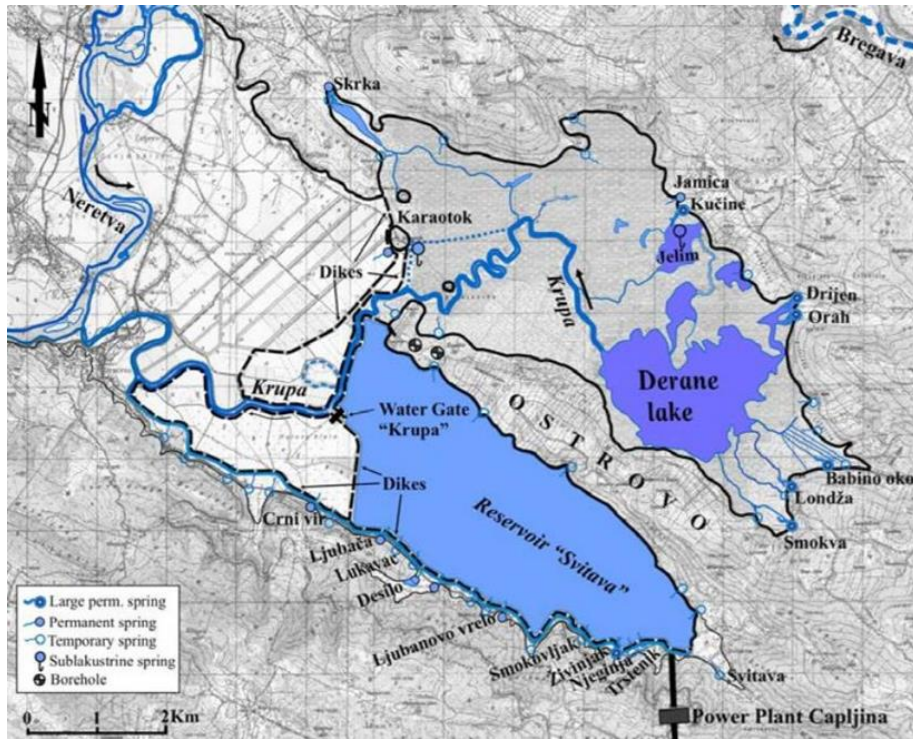 Bregava
Skrka
N
Jamica
Kučine
Neretva
Karaotok
Jelim
Dikes
Krupa
Drijen
Orah
Derane
lake
Krupa
Water Gate
"Krupa"
OSTROVO
Dikes
Babino oko
Londža
Crni vir
Reservoir "Svitava"
Smokva
Ljubača
Lukavac
Desilo
Large perm. spring
Permanent spring
Temporary spring
Sublakustrine spring
Borehole
Ljubanovo vrelo
Smokovljak
Živinjak
Njeginja
Trstenjk
Svitava
0 1 2Km
Power Plant Capljina